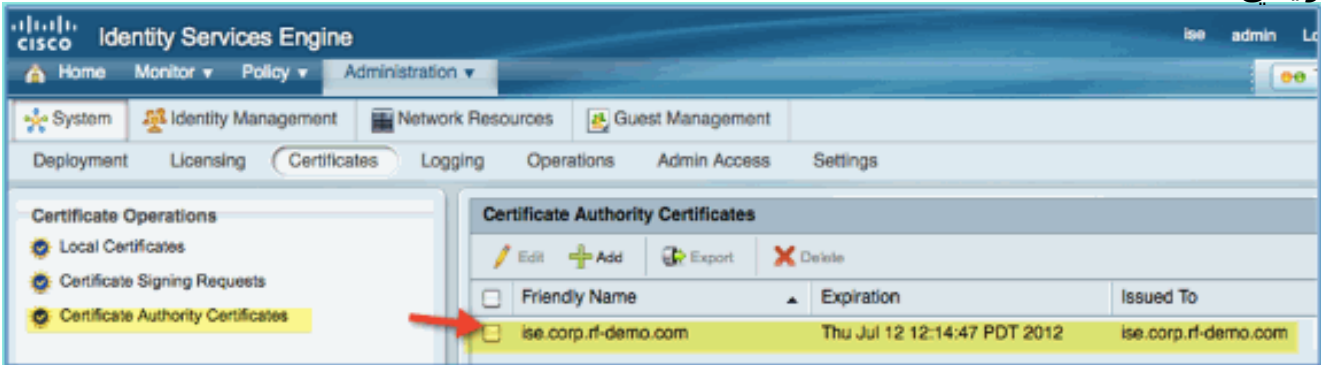 CISCO Identity Services Engine ise admin
Home Monitor Policy Administration
System Identity Management Network Resources Guest Management
Deployment Licensing Certificates Logging Operations Admin Access Settings
Certificate Operations
Local Certificates
Certificate Signing Requests
Certificate Authority Certificates
Certificate Authority Certificates
Edit Add Export Delete
Friendly Name Expiration Issued To
ise.corp.rf-demo.com Thu Jul 12 12:14:47 PDT 2012 ise.corp.rf-demo.com